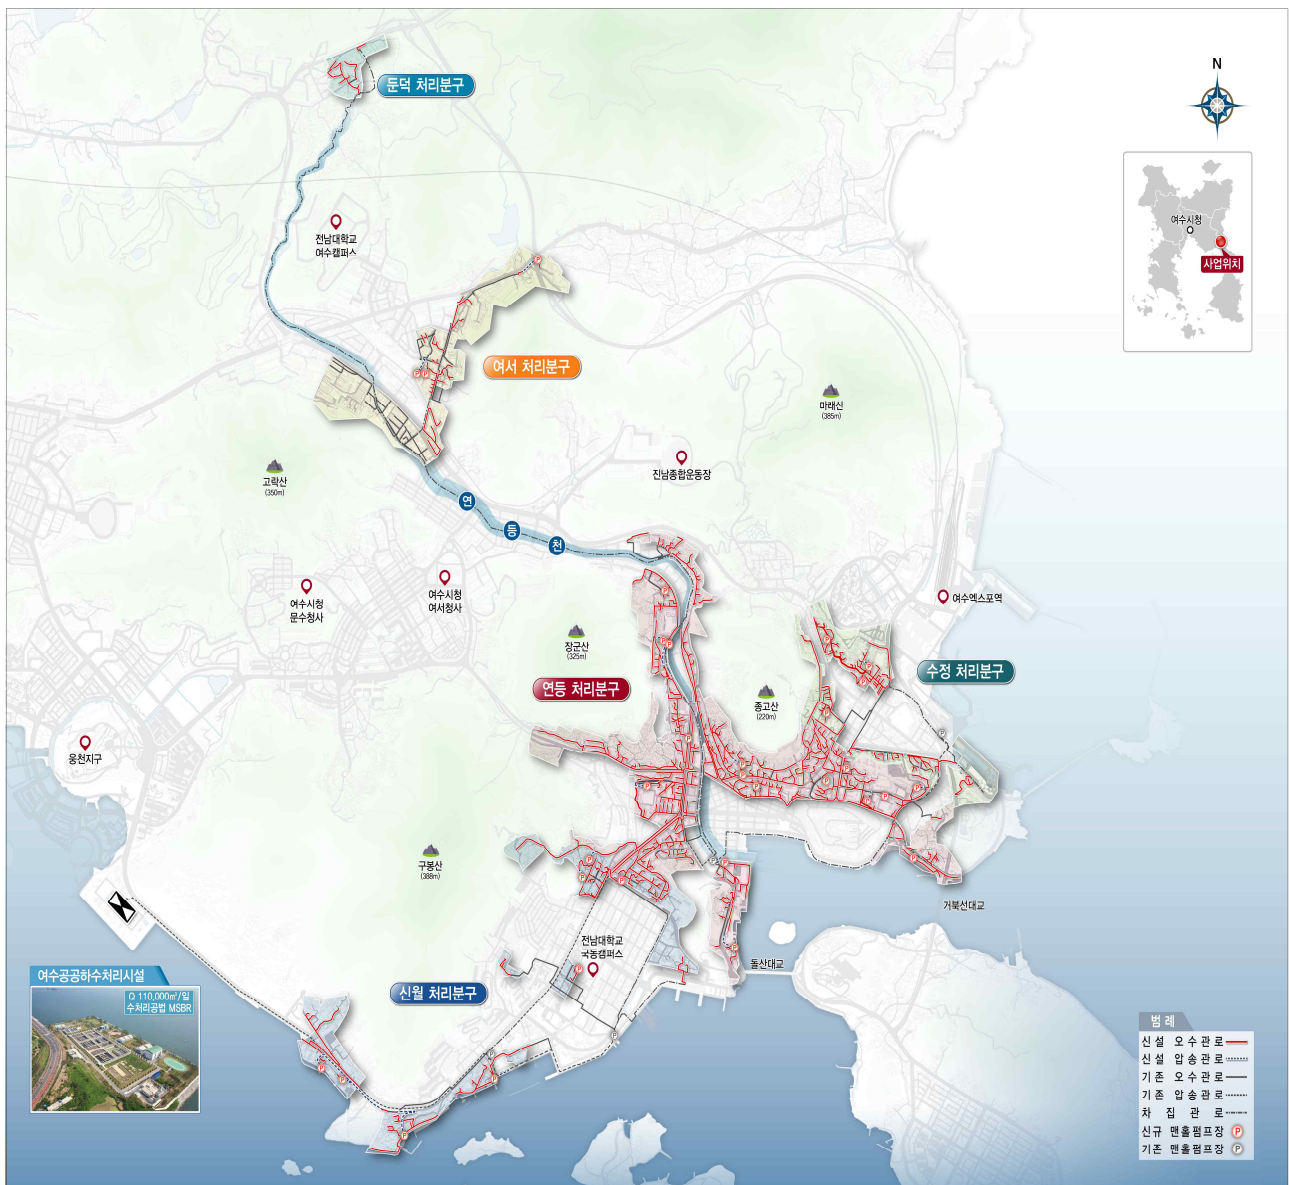 둔덕 처리분구
N
여수시청
사업위치
전남대학교
여수캠퍼스
여서 처리분구
마래산
(385m)
진남종합운동장
고락산
(350m)
연
등
천
여수시청
문수청사
여수시청
여서청사
여수엑스포역
장군산
(325m)
수정 처리분구
연등 처리분구
종고산
(220m)
웅천지구
구봉산
(388m)
거북선대교
전남대학교
국동캠퍼스
돌산대교
신월 처리분구
여수공공하수처리시설
Q 110,000㎥/일
수처리공법 MSBR
범 례
신설 오수관로
신설 압송관로
기존 오수관로
기존 압송관로
차집관로
신규 맨홀펌프장 P
기존 맨홀펌프장 P